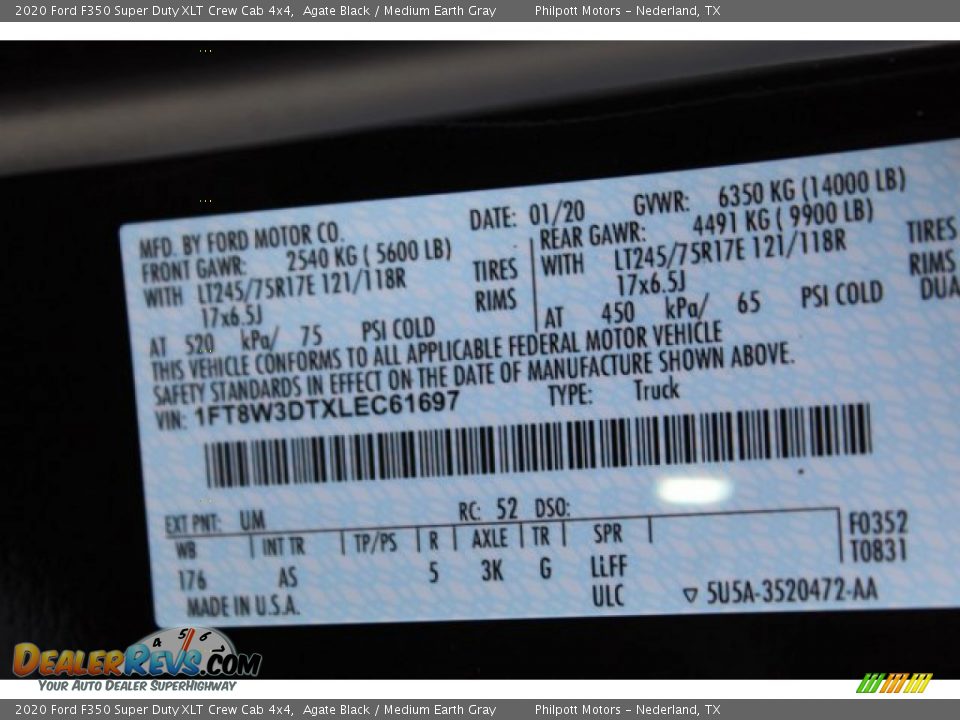 2020 Ford F350 Super Duty XLT Crew Cab 4x4, Agate Black / Medium Earth Gray Philpott Motors – Nederland, TX
MFD. BY FORD MOTOR CO. DATE: 01/20 GVWR: 6350 KG (14000 LB)
FRONT GAWR: 2540 KG ( 5600 LB) REAR GAWR: 4491 KG ( 9900 LB)
WITH LT245/75R17E 121/118R TIRES WITH LT245/75R17E 121/118R TIRES
17x6.5J RIMS 17x6.5J RIMS
AT 520 kPa/ 75 PSI COLD AT 450 kPa/ 65 PSI COLD DUA
THIS VEHICLE CONFORMS TO ALL APPLICABLE FEDERAL MOTOR VEHICLE
SAFETY STANDARDS IN EFFECT ON THE DATE OF MANUFACTURE SHOWN ABOVE.
VIN: 1FT8W3DTXLEC61697 TYPE: Truck
EXT PNT: UM RC: 52 DSO:
WB INT TR TP/PS R AXLE TR SPR F0352
176 AS 5 3K G LLFF T0831
MADE IN U.S.A. ULC ▽ 5U5A-3520472-AA
4 5 6
DEALERREVS.COM
YOUR AUTO DEALER SUPERHIGHWAY
2020 Ford F350 Super Duty XLT Crew Cab 4x4, Agate Black / Medium Earth Gray Philpott Motors – Nederland, TX